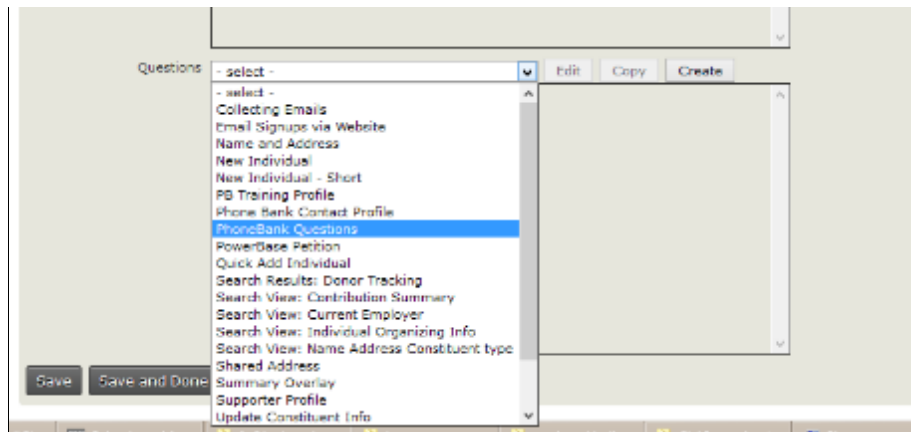 Questions - select - Edit Copy Create
- select -
Collecting Emails
Email Signups via Website
Name and Address
New Individual
New Individual - Short
PB Training Profile
Phone Bank Contact Profile
PhoneBank Questions
PowerBase Petition
Quick Add Individual
Search Results: Donor Tracking
Search View: Contribution Summary
Search View: Current Employer
Search View: Individual Organizing Info
Search View: Name Address Constituent type
Shared Address
Save Save and Done Summary Overlay
Supporter Profile
Update Constituent Info